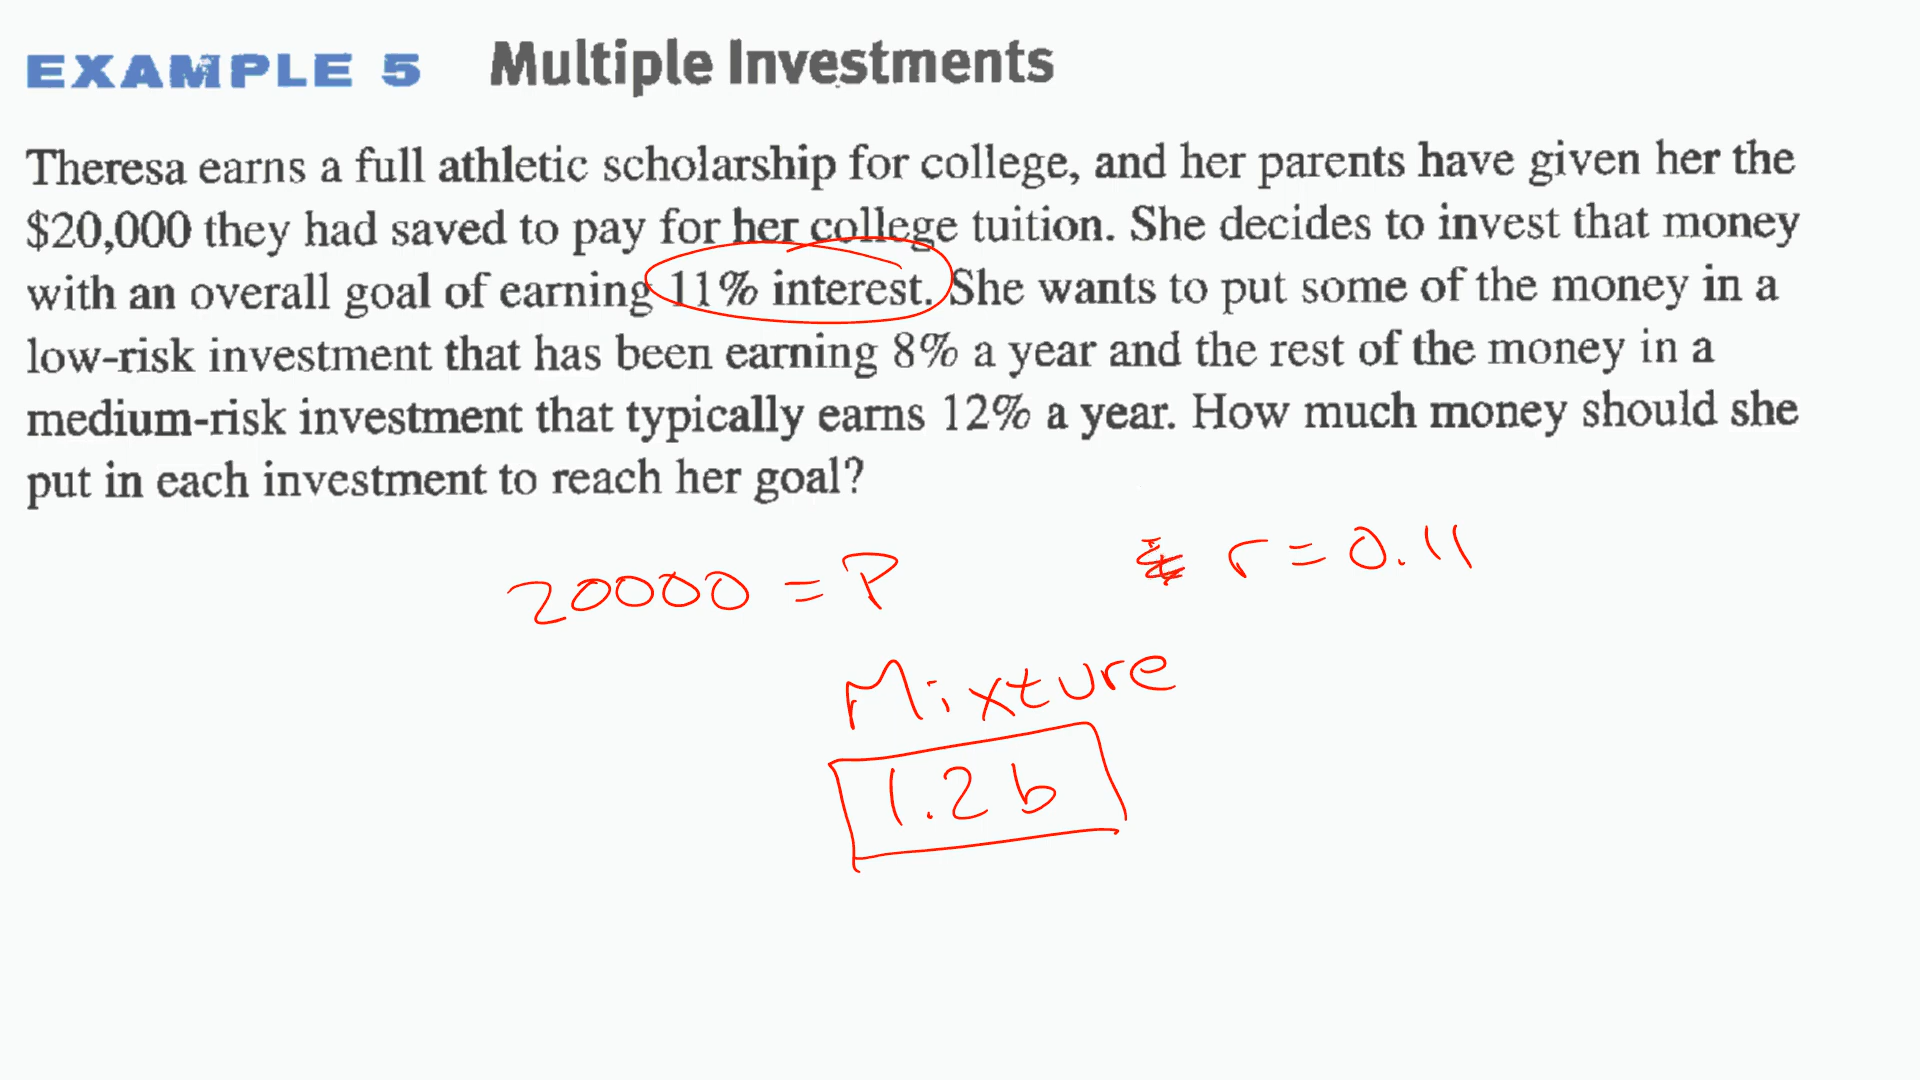 EXAMPLE 5 Multiple Investments
Theresa earns a full athletic scholarship for college, and her parents have given her the
$20,000 they had saved to pay for her college tuition. She decides to invest that money
with an overall goal of earning 11% interest. She wants to put some of the money in a
low-risk investment that has been earning 8% a year and the rest of the money in a
medium-risk investment that typically earns 12% a year. How much money should she
put in each investment to reach her goal?
20000 = P r = 0.11
Mixture
1.2b